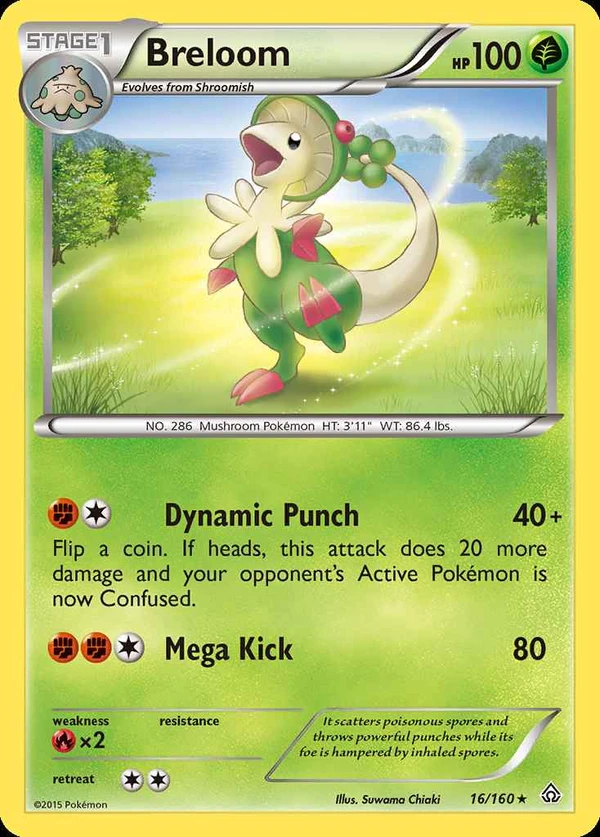 STAGE1
Breloom
HP100
Evolves from Shroomish
NO. 286 Mushroom Pokémon HT: 3'11" WT: 86.4 lbs.
Dynamic Punch 40+
Flip a coin. If heads, this attack does 20 more
damage and your opponent's Active Pokémon is
now Confused.
Mega Kick 80
weakness resistance
×2
retreat
It scatters poisonous spores and
throws powerful punches while its
foe is hampered by inhaled spores.
©2015 Pokémon
Illus. Suwama Chiaki 16/160 ★